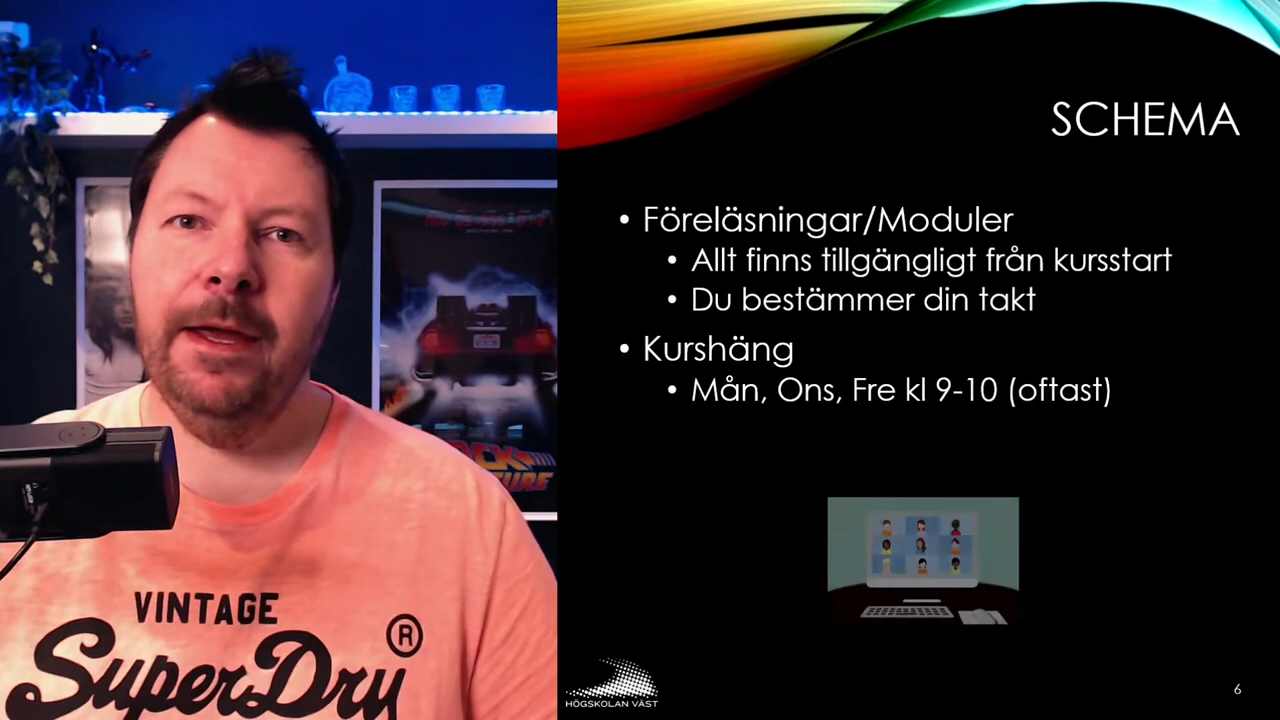 SCHEMA
• Föreläsningar/Moduler
• Allt finns tillgängligt från kursstart
• Du bestämmer din takt
• Kurshäng
• Mån, Ons, Fre kl 9-10 (oftast)
HÖGSKOLAN VÄST
6
VINTAGE
SuperDry
®